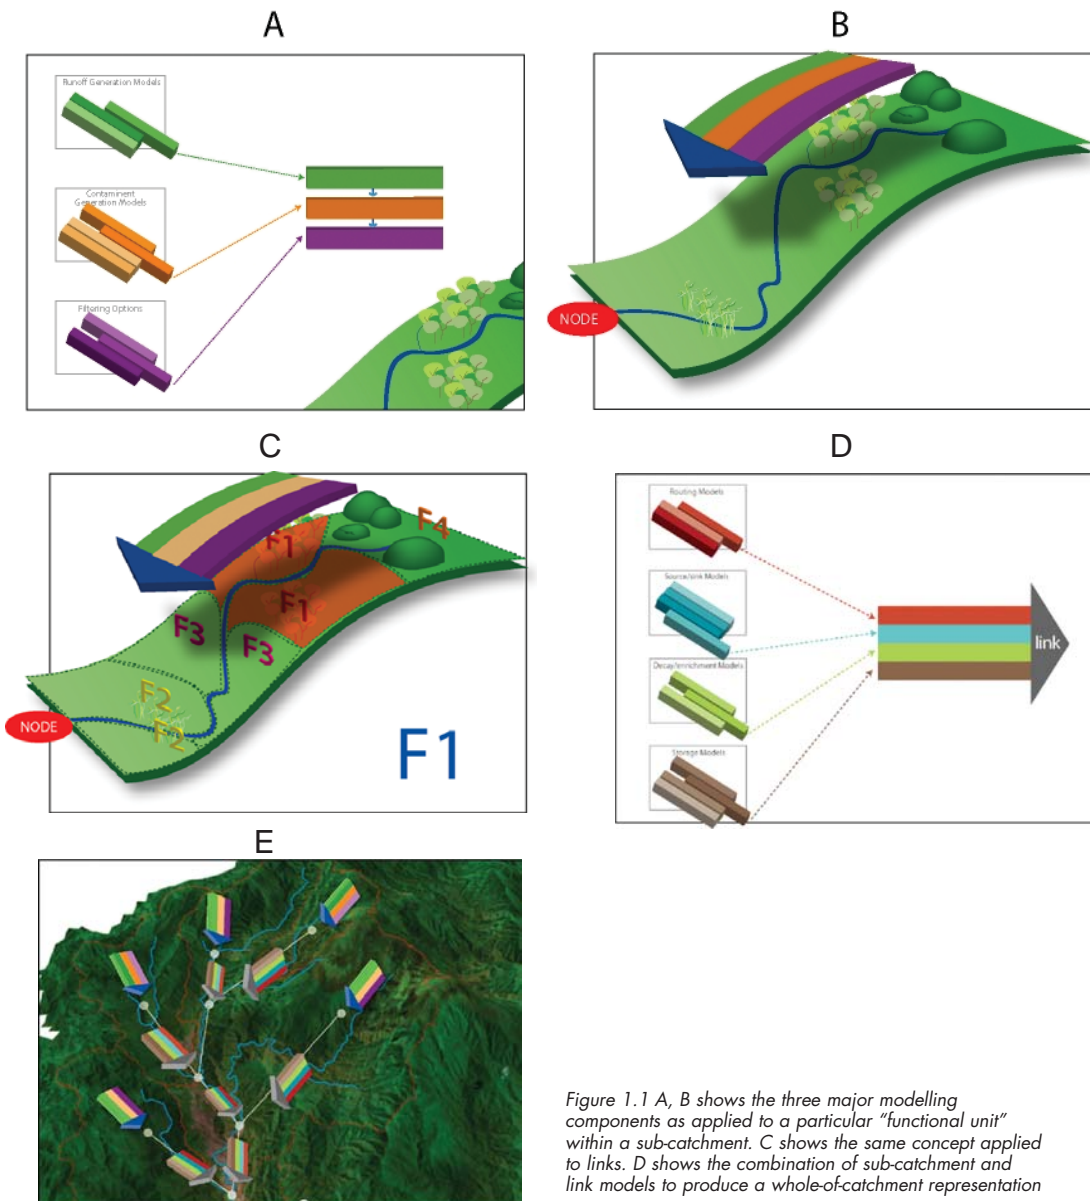 A
Runoff Generation Models
Contaminent
Generation Models
Filtering Options
B
NODE
C
F1
F4
F1
F3
F3
F2
F2
NODE
F1
D
Routing Models
Source/sink Models
Decay/enrichment Models
Storage Models
link
E
Figure 1.1 A, B shows the three major modelling
components as applied to a particular "functional unit"
within a sub-catchment. C shows the same concept applied
to links. D shows the combination of sub-catchment and
link models to produce a whole-of-catchment representation